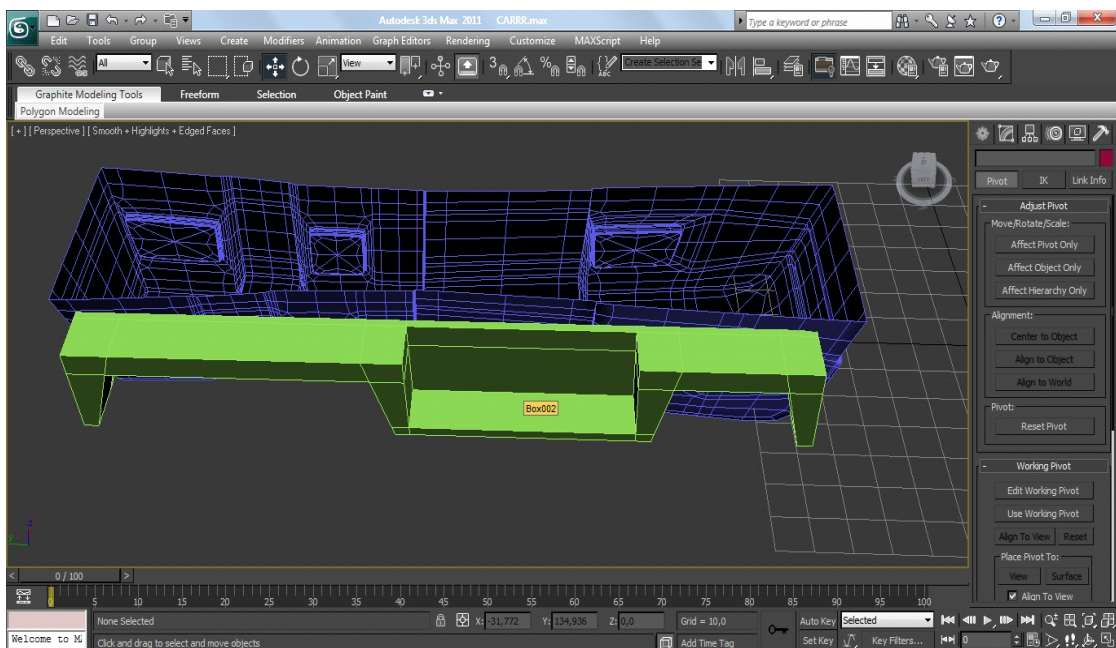 Autodesk 3ds Max 2011 CARRR.max
Type a keyword or phrase
Edit Tools Group Views Create Modifiers Animation Graph Editors Rendering Customize MAXScript Help
All
View
Create Selection Se
Graphite Modeling Tools Freeform Selection Object Paint
Polygon Modeling
[ + ] [ Perspective ] [ Smooth + Highlights + Edged Faces ]
Pivot IK Link Info
- Adjust Pivot
Move/Rotate/Scale:
Affect Pivot Only
Affect Object Only
Affect Hierarchy Only
Alignment:
Center to Object
Align to Object
Align to World
Pivot:
Reset Pivot
- Working Pivot
Edit Working Pivot
Use Working Pivot
Align To View Reset
Place Pivot To:
View Surface
Align To View
Box002
z
y
< 0 / 100 >
0 5 10 15 20 25 30 35 40 45 50 55 60 65 70 75 80 85 90 95 100
None Selected X: -31,772 Y: 134,936 Z: 0,0 Grid = 10,0 Auto Key Selected
Welcome to M Click and drag to select and move objects Add Time Tag Set Key Key Filters... 0